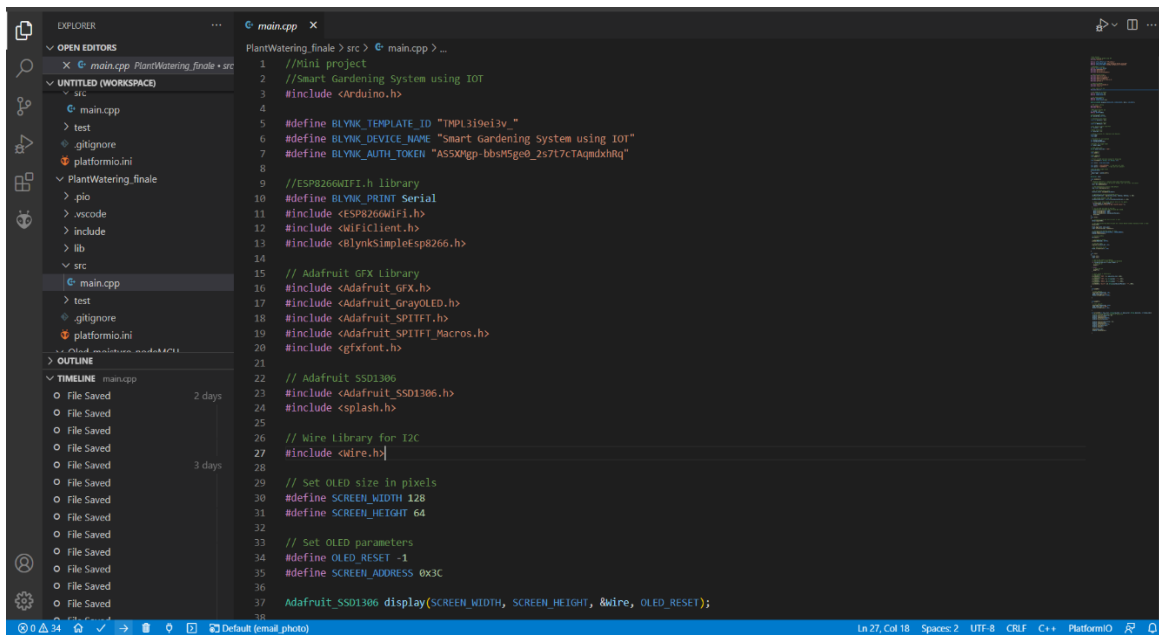 EXPLORER
OPEN EDITORS
main.cpp PlantWatering_finale • src
UNTITLED (WORKSPACE)
src
main.cpp
test
.gitignore
platformio.ini
PlantWatering_finale
.pio
.vscode
include
lib
src
main.cpp
test
.gitignore
platformio.ini
Oled_moisture_nodeMCU
OUTLINE
TIMELINE main.cpp
File Saved 2 days
File Saved
File Saved
File Saved
File Saved 3 days
File Saved
File Saved
File Saved
File Saved
File Saved
File Saved
File Saved
File Saved
File Saved
main.cpp
PlantWatering_finale > src > main.cpp > ...
1 //Mini project
2 //Smart Gardening System using IOT
3 #include <Arduino.h>
4
5 #define BLYNK_TEMPLATE_ID "TMPL3i9ei3v_"
6 #define BLYNK_DEVICE_NAME "Smart Gardening System using IOT"
7 #define BLYNK_AUTH_TOKEN "AS5XMgp-bbsM5ge0_2s7t7cTAqmdxhRq"
8
9 //ESP8266WIFI.h library
10 #define BLYNK_PRINT Serial
11 #include <ESP8266WiFi.h>
12 #include <WiFiClient.h>
13 #include <BlynkSimpleEsp8266.h>
14
15 // Adafruit GFX Library
16 #include <Adafruit_GFX.h>
17 #include <Adafruit_GrayOLED.h>
18 #include <Adafruit_SPITFT.h>
19 #include <Adafruit_SPITFT_Macros.h>
20 #include <gfxfont.h>
21
22 // Adafruit SSD1306
23 #include <Adafruit_SSD1306.h>
24 #include <splash.h>
25
26 // Wire Library for I2C
27 #include <Wire.h>
28
29 // Set OLED size in pixels
30 #define SCREEN_WIDTH 128
31 #define SCREEN_HEIGHT 64
32
33 // Set OLED parameters
34 #define OLED_RESET -1
35 #define SCREEN_ADDRESS 0x3C
36
37 Adafruit_SSD1306 display(SCREEN_WIDTH, SCREEN_HEIGHT, &Wire, OLED_RESET);
38
0 34 Default (email_photo) Ln 27, Col 18 Spaces: 2 UTF-8 CRLF C++ PlatformIO